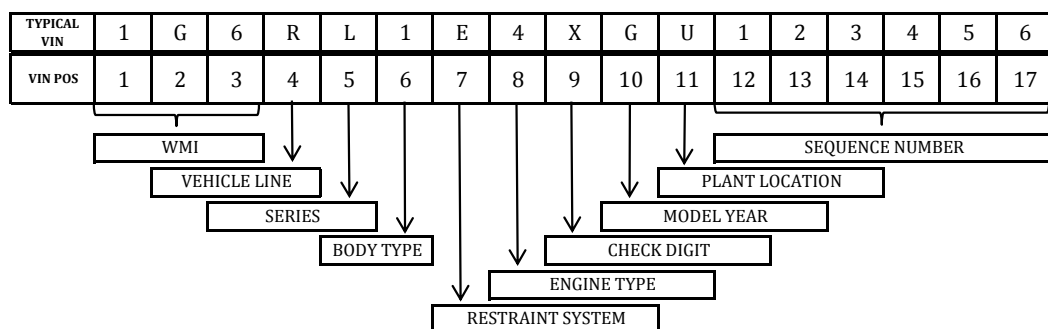 TYPICAL VIN 1 G 6 R L 1 E 4 X G U 1 2 3 4 5 6
VIN POS 1 2 3 4 5 6 7 8 9 10 11 12 13 14 15 16 17
WMI SEQUENCE NUMBER
VEHICLE LINE PLANT LOCATION
SERIES MODEL YEAR
BODY TYPE CHECK DIGIT
ENGINE TYPE
RESTRAINT SYSTEM